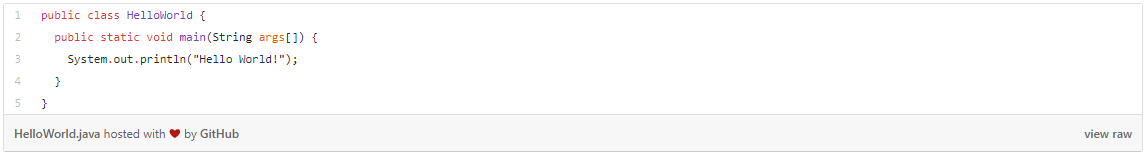 1 public class HelloWorld {
2 public static void main(String args[]) {
3 System.out.println("Hello World!");
4 }
5 }
HelloWorld.java hosted with ❤ by GitHub view raw